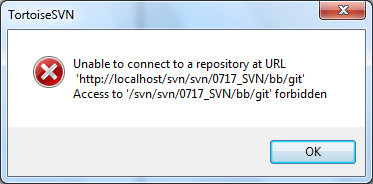 TortoiseSVN
Unable to connect to a repository at URL
'http://localhost/svn/svn/0717_SVN/bb/git'
Access to '/svn/svn/0717_SVN/bb/git' forbidden
OK